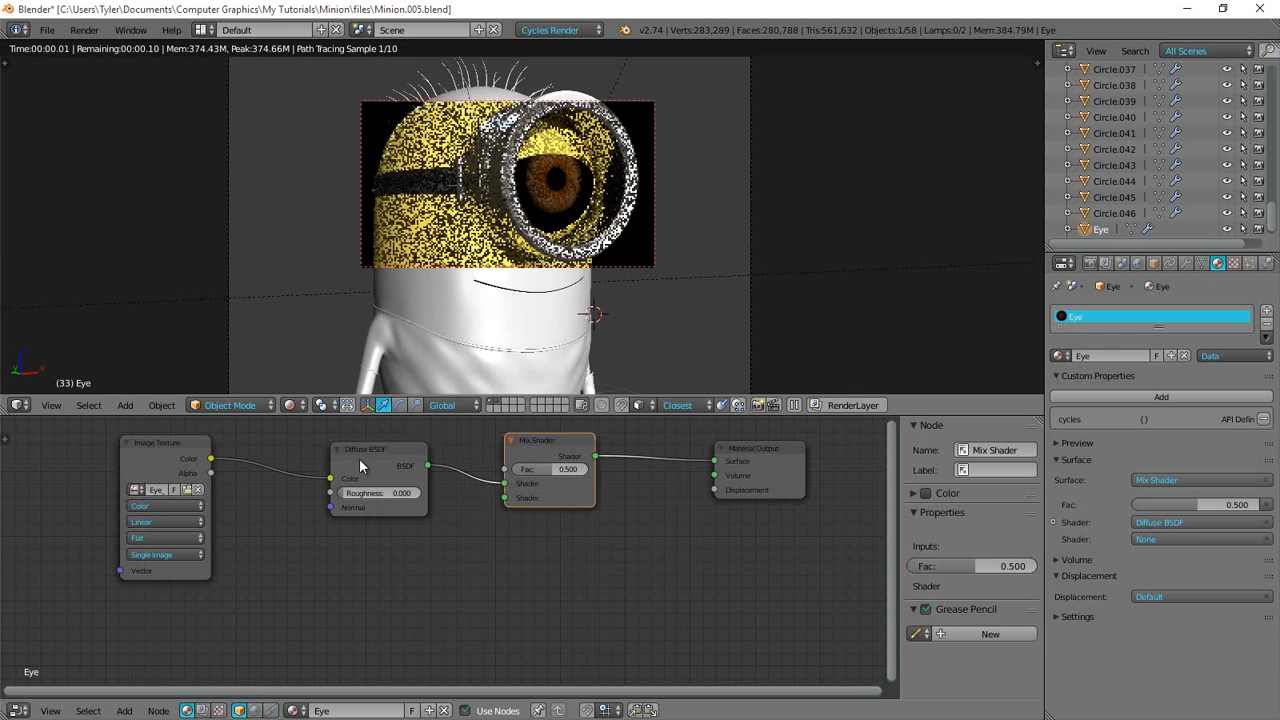 Blender* [C:\Users\Tyler\Documents\Computer Graphics\My Tutorials\Minion\files\Minion.005.blend]
File Render Window Help Default Scene Cycles Render v2.74 | Verts:283,289 | Faces:280,788 | Tris:561,632 | Objects:1/58 | Lamps:0/2 | Mem:384.79M | Eye
Time:00:00.01 | Remaining:00:00.10 | Mem:374.43M, Peak:374.66M | Path Tracing Sample 1/10
View Search All Scenes
Circle.037
Circle.038
Circle.039
Circle.040
Circle.041
Circle.042
Circle.043
Circle.044
Circle.045
Circle.046
Eye
Eye Eye
Eye
Eye F Data
Custom Properties
Add
cycles {} API Defin
Preview
Surface
Surface: Mix Shader
Fac: 0.500
Shader: Diffuse BSDF
Shader: None
Volume
Displacement
Displacement: Default
Settings
(33) Eye
View Select Add Object Object Mode Global Closest RenderLayer
Image Texture
Color
Alpha
Eye_ F
Color
Linear
Flat
Single Image
Vector
Diffuse BSDF
BSDF
Color
Roughness: 0.000
Normal
Mix Shader
Shader
Fac: 0.500
Shader
Shader
Material Output
Surface
Volume
Displacement
Node
Name: Mix Shader
Label:
Color
Properties
Inputs:
Fac: 0.500
Shader
Grease Pencil
New
Eye
View Select Add Node Eye F Use Nodes